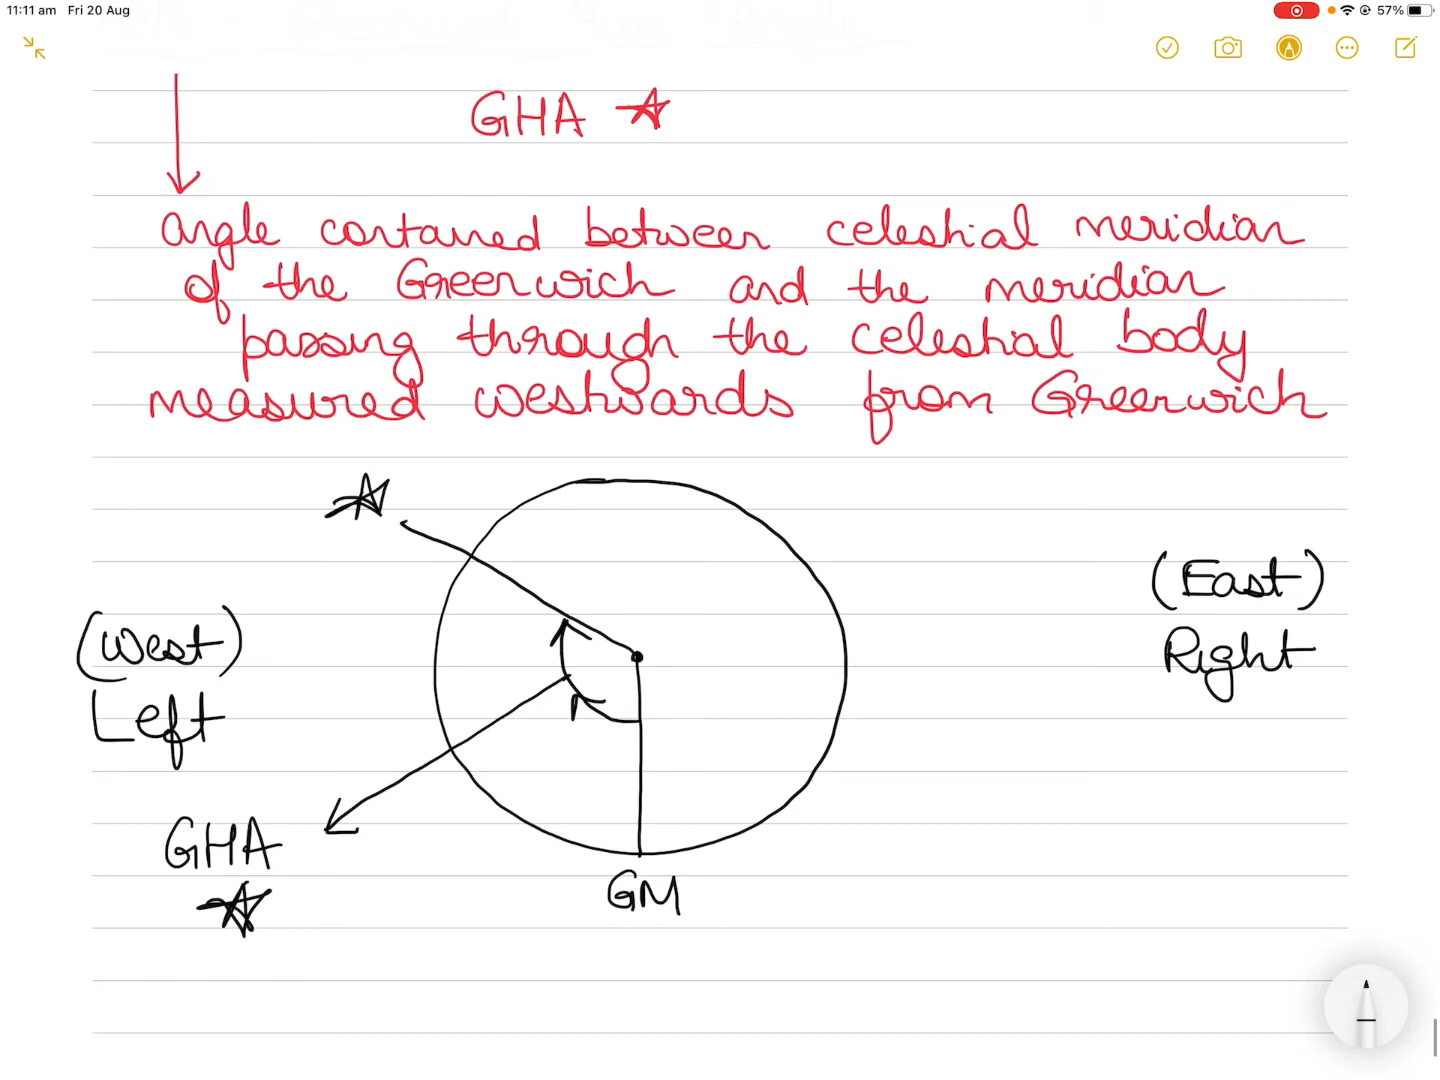 11:11 am Fri 20 Aug
57%
GHA
angle contained between celestial meridian
of the Greenwich and the meridian
passing through the celestial body
measured westwards from Greenwich
(East)
Right
(West)
Left
GHA
GM